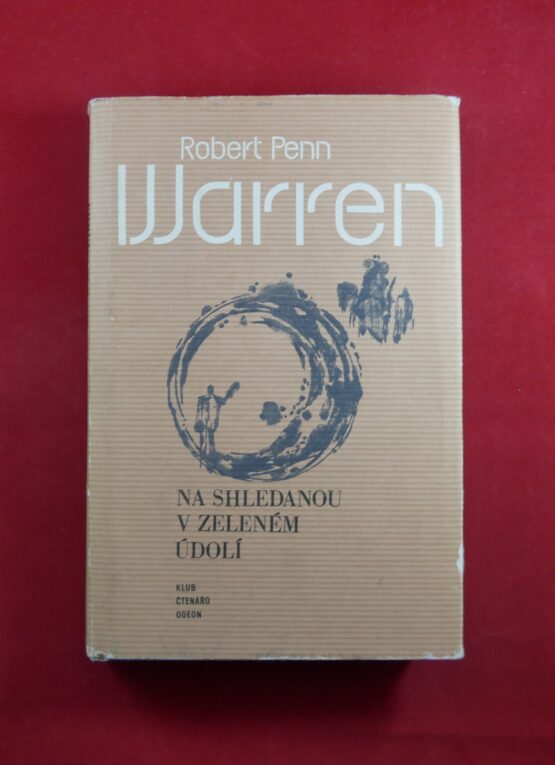 Robert Penn
Warren
NA SHLEDANOU
V ZELENÉM
ÚDOLÍ
KLUB
ČTENÁŘŮ
ODEON